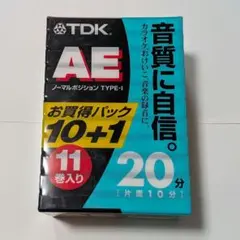 TDK
AE
ノーマルポジション TYPE-I
お買得パック
10+1
11
巻入り
音質に自信。
カラオケおけいこ、音楽の録音に。
20分
片面10分